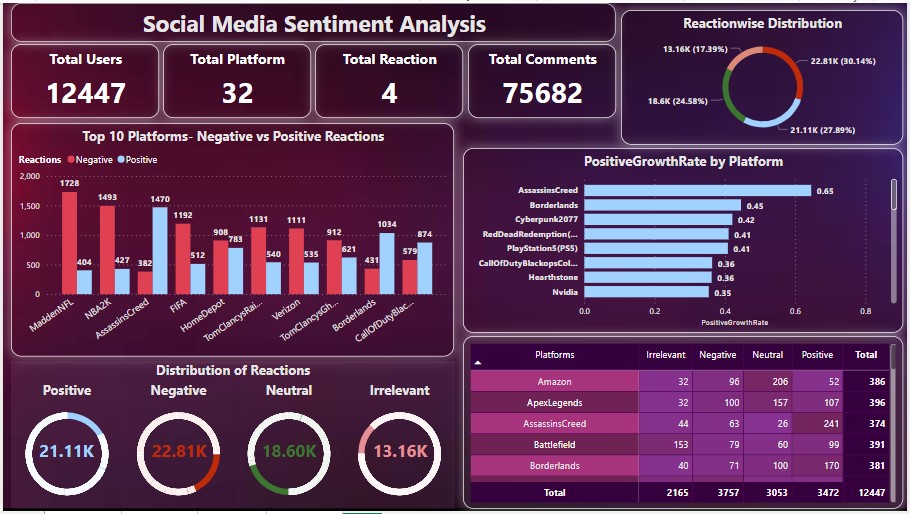 Social Media Sentiment Analysis
Total Users
12447
Total Platform
32
Total Reaction
4
Total Comments
75682
Reactionwise Distribution
13.16K (17.39%)
22.81K (30.14%)
18.6K (24.58%)
21.11K (27.89%)
Top 10 Platforms- Negative vs Positive Reactions
Reactions Negative Positive
2,000
1,500
1,000
500
0
1728
404
1493
427
382
1470
1192
512
908
783
1131
540
1111
535
912
621
431
1034
579
874
MaddenNFL
NBA2K
AssassinsCreed
FIFA
HomeDepot
TomClancysRai...
Verizon
TomClancysGh...
Borderlands
CallOfDutyBlac...
PositiveGrowthRate by Platform
AssassinsCreed 0.65
Borderlands 0.45
Cyberpunk2077 0.42
RedDeadRedemption(... 0.41
PlayStation5(PS5) 0.41
CallOfDutyBlackopsCol... 0.36
Hearthstone 0.36
Nvidia 0.35
0.0 0.2 0.4 0.6 0.8
PositiveGrowthRate
Distribution of Reactions
Positive Negative Neutral Irrelevant
21.11K 22.81K 18.60K 13.16K
Platforms Irrelevant Negative Neutral Positive Total
Amazon 32 96 206 52 386
ApexLegends 32 100 157 107 396
AssassinsCreed 44 63 26 241 374
Battlefield 153 79 60 99 391
Borderlands 40 71 100 170 381
Total 2165 3757 3053 3472 12447